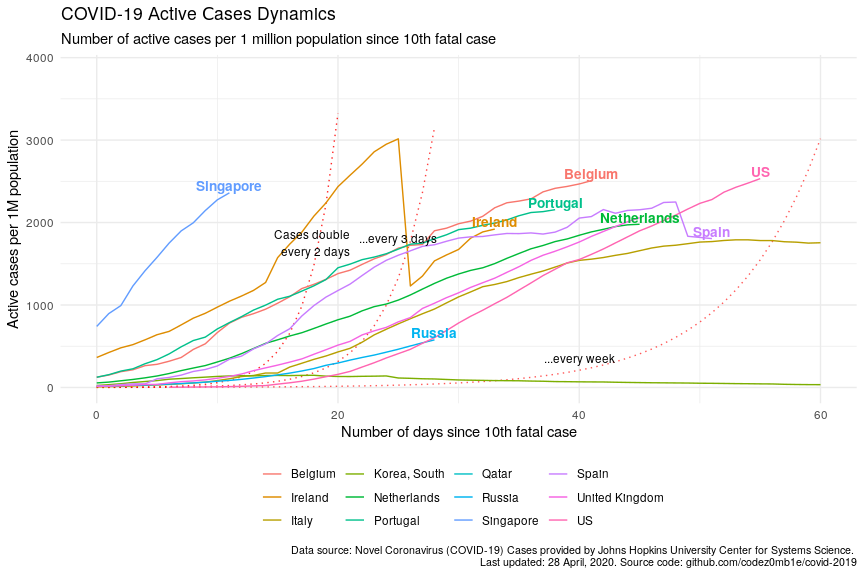 COVID-19 Active Cases Dynamics
Number of active cases per 1 million population since 10th fatal case
Active cases per 1M population
4000
3000
2000
1000
0
Singapore
Belgium
US
Portugal
Ireland
Netherlands
Spain
Cases double
every 2 days
...every 3 days
Russia
...every week
0
20
40
60
Number of days since 10th fatal case
Belgium
Korea, South
Qatar
Spain
Ireland
Netherlands
Russia
United Kingdom
Italy
Portugal
Singapore
US
Data source: Novel Coronavirus (COVID-19) Cases provided by Johns Hopkins University Center for Systems Science.
Last updated: 28 April, 2020. Source code: github.com/codez0mb1e/covid-2019